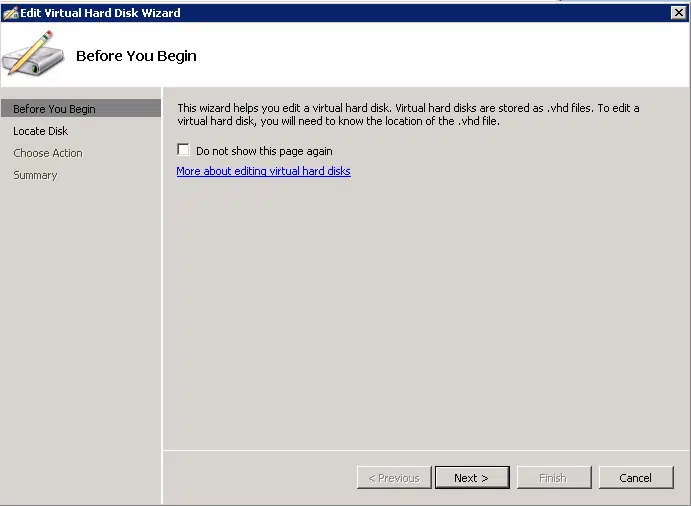 Edit Virtual Hard Disk Wizard
Before You Begin
Before You Begin
Locate Disk
Choose Action
Summary
This wizard helps you edit a virtual hard disk. Virtual hard disks are stored as .vhd files. To edit a
virtual hard disk, you will need to know the location of the .vhd file.
Do not show this page again
More about editing virtual hard disks
< Previous
Next >
Finish
Cancel